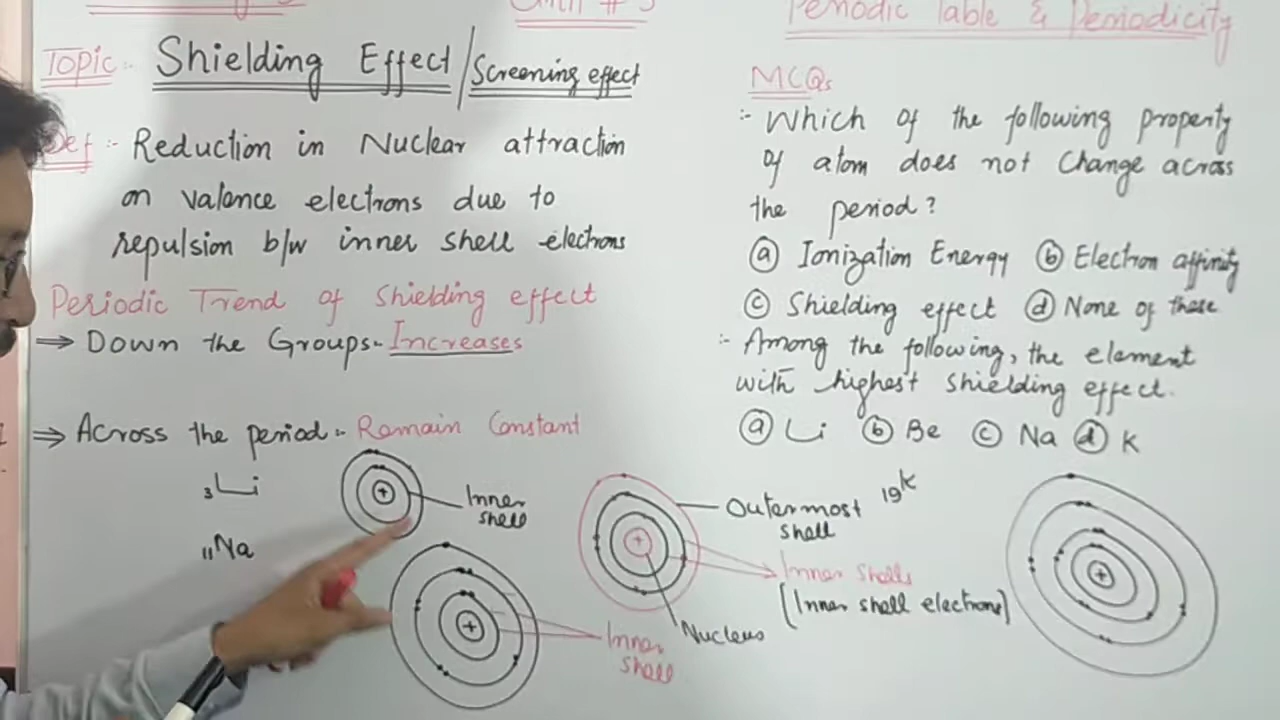 Unit # 3
Periodic Table & Periodicity
Topic :- Shielding Effect / Screening effect
Def :- Reduction in Nuclear attraction
on valance electrons due to
repulsion b/w inner shell electrons
Periodic Trend of Shielding effect
⇒ Down the Groups:- Increases
⇒ Across the period:- Remain Constant
₃Li
Inner
shell
₁₁Na
Inner
shell
Outermost
shell
Inner Shells
[Inner shell electrons]
Nucleus
₁₉K
MCQs
:- Which of the following property
of atom does not change across
the period?
ⓐ Ionization Energy ⓑ Electron affinity
ⓒ Shielding effect ⓓ None of these
:- Among the following, the element
with highest shielding effect.
ⓐ Li ⓑ Be ⓒ Na ⓓ K